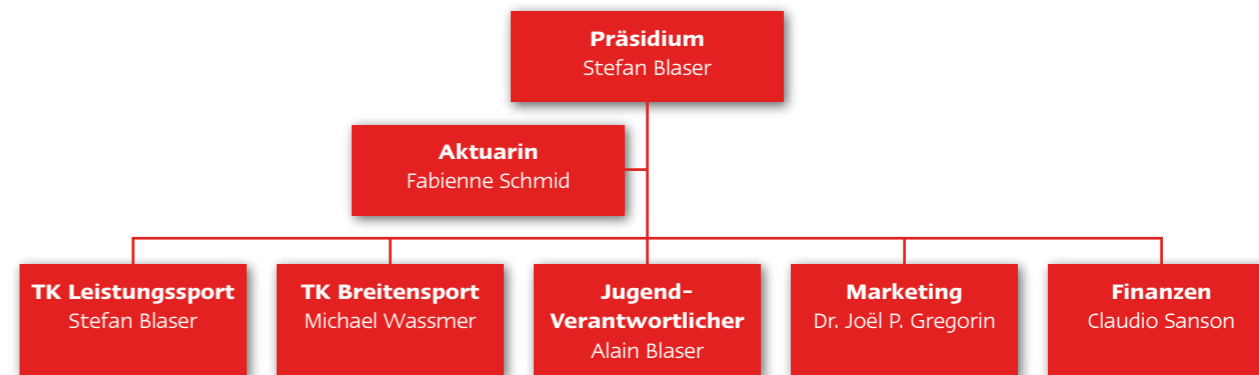 Präsidium
Stefan Blaser
Aktuarin
Fabienne Schmid
TK Leistungssport
Stefan Blaser
TK Breitensport
Michael Wassmer
Jugend-
Verantwortlicher
Alain Blaser
Marketing
Dr. Joël P. Gregorin
Finanzen
Claudio Sanson